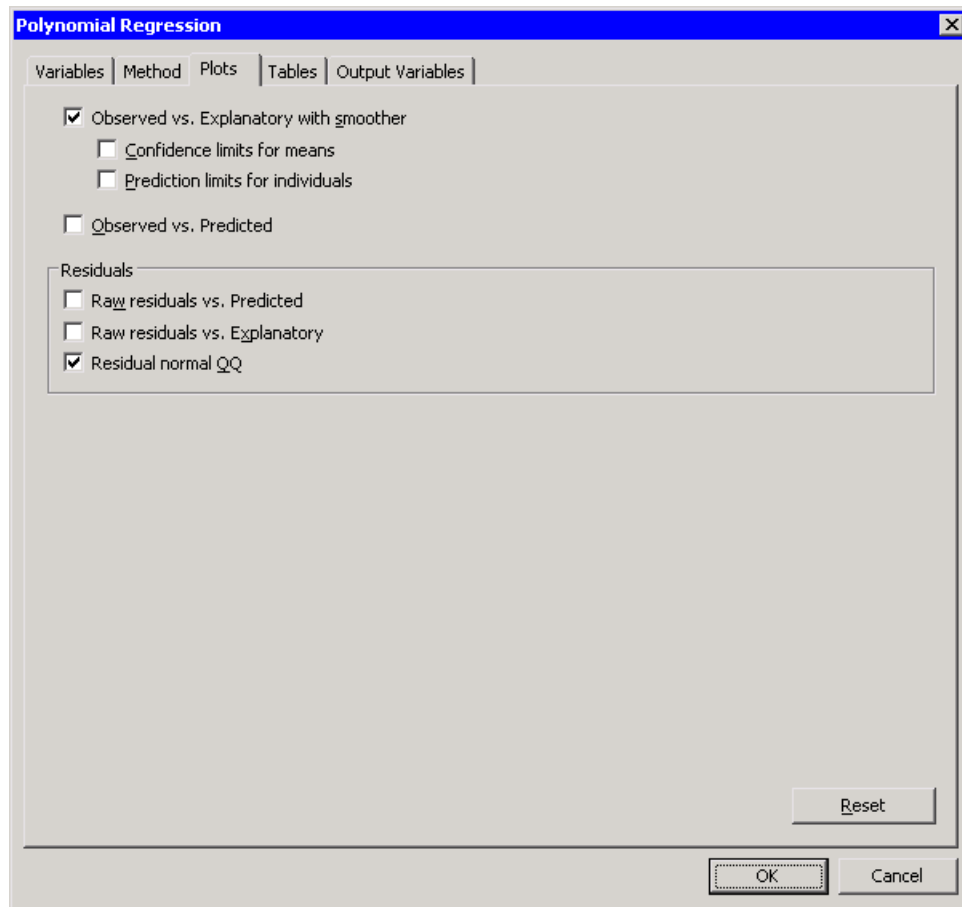 Polynomial Regression
Variables Method Plots Tables Output Variables
Observed vs. Explanatory with smoother
Confidence limits for means
Prediction limits for individuals
Observed vs. Predicted
Residuals
Raw residuals vs. Predicted
Raw residuals vs. Explanatory
Residual normal QQ
Reset
OK Cancel